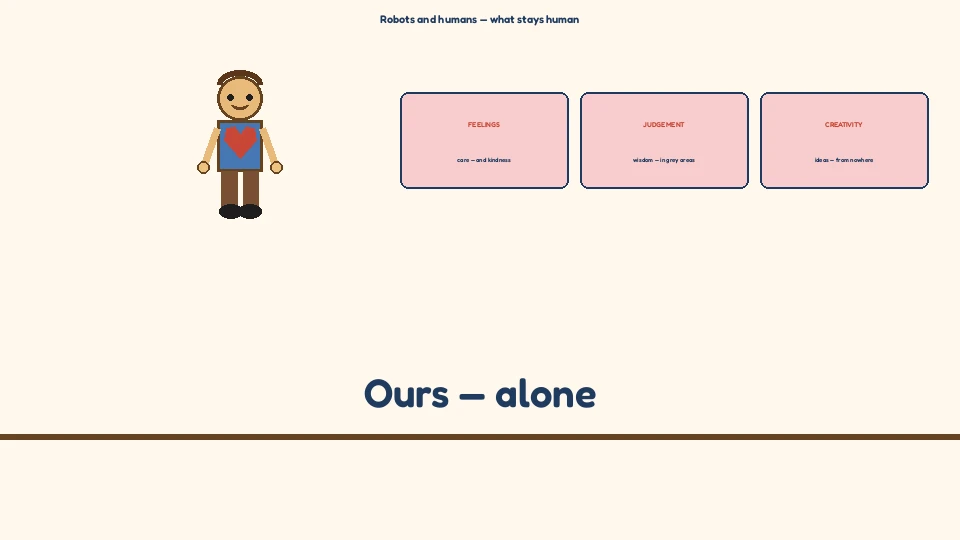 Robots and humans — what stays human
FEELINGS
care — and kindness
JUDGEMENT
wisdom — in grey areas
CREATIVITY
ideas — from nowhere
Ours — alone